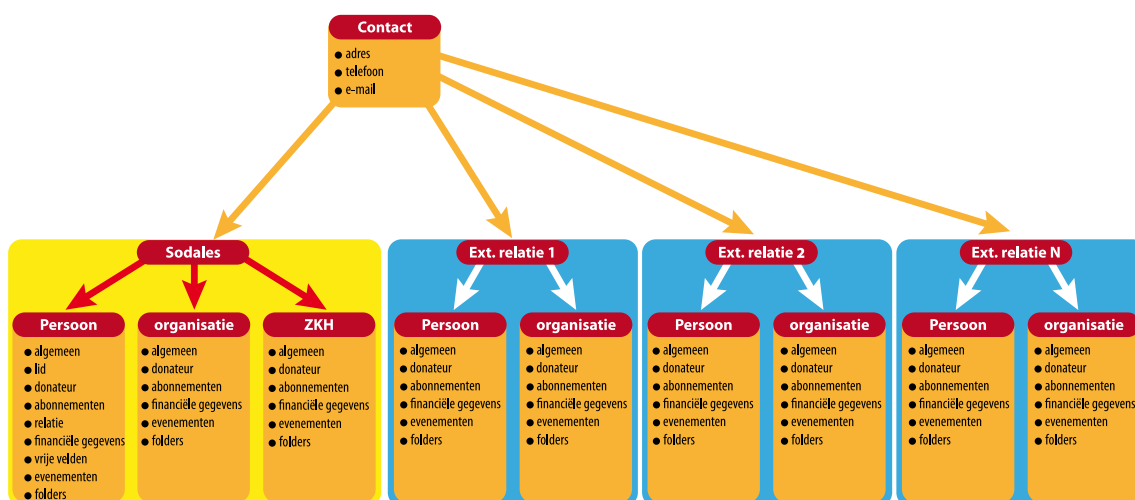 Contact
● adres
● telefoon
● e-mail
Sodales
Persoon
● algemeen
● lid
● donateur
● abonnementen
● relatie
● financiële gegevens
● vrije velden
● evenementen
● folders
organisatie
● algemeen
● donateur
● abonnementen
● financiële gegevens
● evenementen
● folders
ZKH
● algemeen
● donateur
● abonnementen
● financiële gegevens
● evenementen
● folders
Ext. relatie 1
Persoon
● algemeen
● donateur
● abonnementen
● financiële gegevens
● evenementen
● folders
organisatie
● algemeen
● donateur
● abonnementen
● financiële gegevens
● evenementen
● folders
Ext. relatie 2
Persoon
● algemeen
● donateur
● abonnementen
● financiële gegevens
● evenementen
● folders
organisatie
● algemeen
● donateur
● abonnementen
● financiële gegevens
● evenementen
● folders
Ext. relatie N
Persoon
● algemeen
● donateur
● abonnementen
● financiële gegevens
● evenementen
● folders
organisatie
● algemeen
● donateur
● abonnementen
● financiële gegevens
● evenementen
● folders